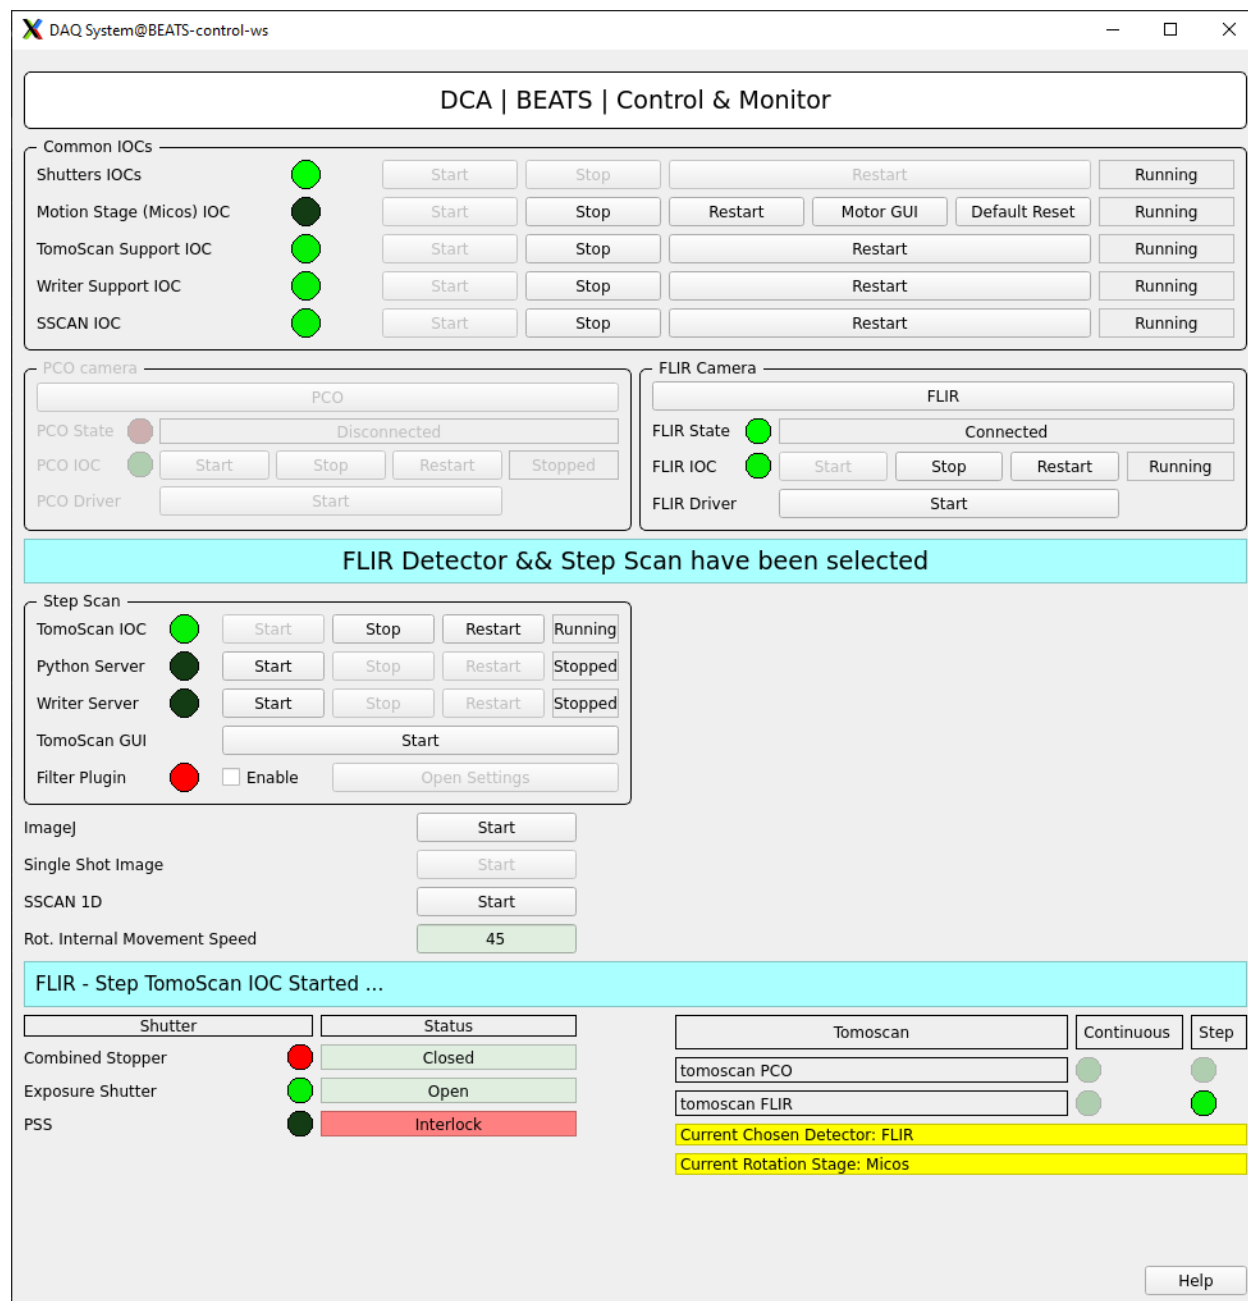 DAQ System@BEATS-control-ws
DCA | BEATS | Control & Monitor
Common IOCs
Shutters IOCs Start Stop Restart Running
Motion Stage (Micos) IOC Start Stop Restart Motor GUI Default Reset Running
TomoScan Support IOC Start Stop Restart Running
Writer Support IOC Start Stop Restart Running
SSCAN IOC Start Stop Restart Running
PCO camera
PCO
PCO State Disconnected
PCO IOC Start Stop Restart Stopped
PCO Driver Start
FLIR Camera
FLIR
FLIR State Connected
FLIR IOC Start Stop Restart Running
FLIR Driver Start
FLIR Detector && Step Scan have been selected
Step Scan
TomoScan IOC Start Stop Restart Running
Python Server Start Stop Restart Stopped
Writer Server Start Stop Restart Stopped
TomoScan GUI Start
Filter Plugin Enable Open Settings
ImageJ Start
Single Shot Image Start
SSCAN 1D Start
Rot. Internal Movement Speed 45
FLIR - Step TomoScan IOC Started ...
Shutter Status
Combined Stopper Closed
Exposure Shutter Open
PSS Interlock
Tomoscan Continuous Step
tomoscan PCO
tomoscan FLIR
Current Chosen Detector: FLIR
Current Rotation Stage: Micos
Help